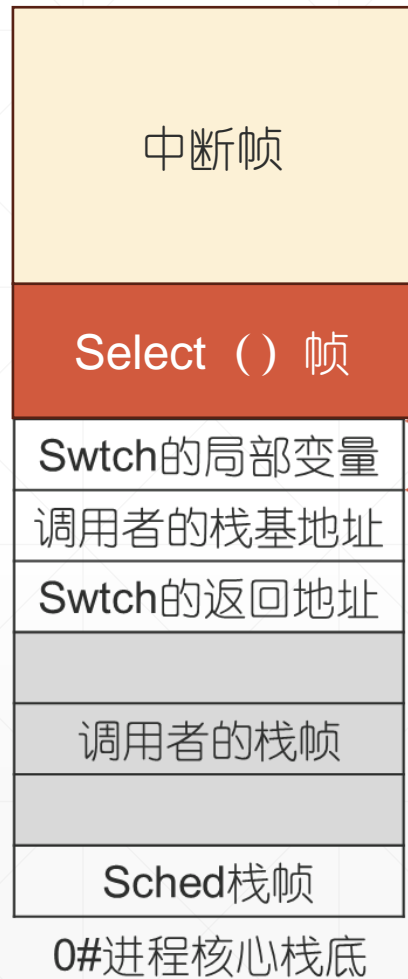 中断帧
Select（）帧
Swtch的局部变量
调用者的栈基地址
Swtch的返回地址
调用者的栈帧
Sched栈帧
0#进程核心栈底